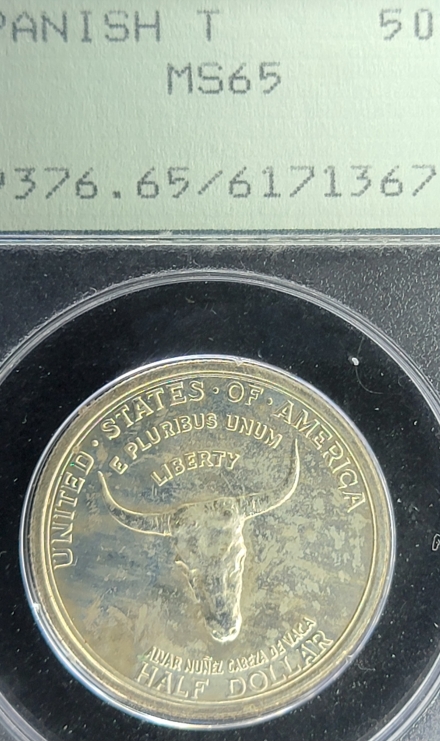 PANISH T 50
MS65
9376.65/6171367
UNITED · STATES · OF · AMERICA
E PLURIBUS UNUM
LIBERTY
ALVAR NUÑEZ CABEZA DE VACA
HALF DOLLAR